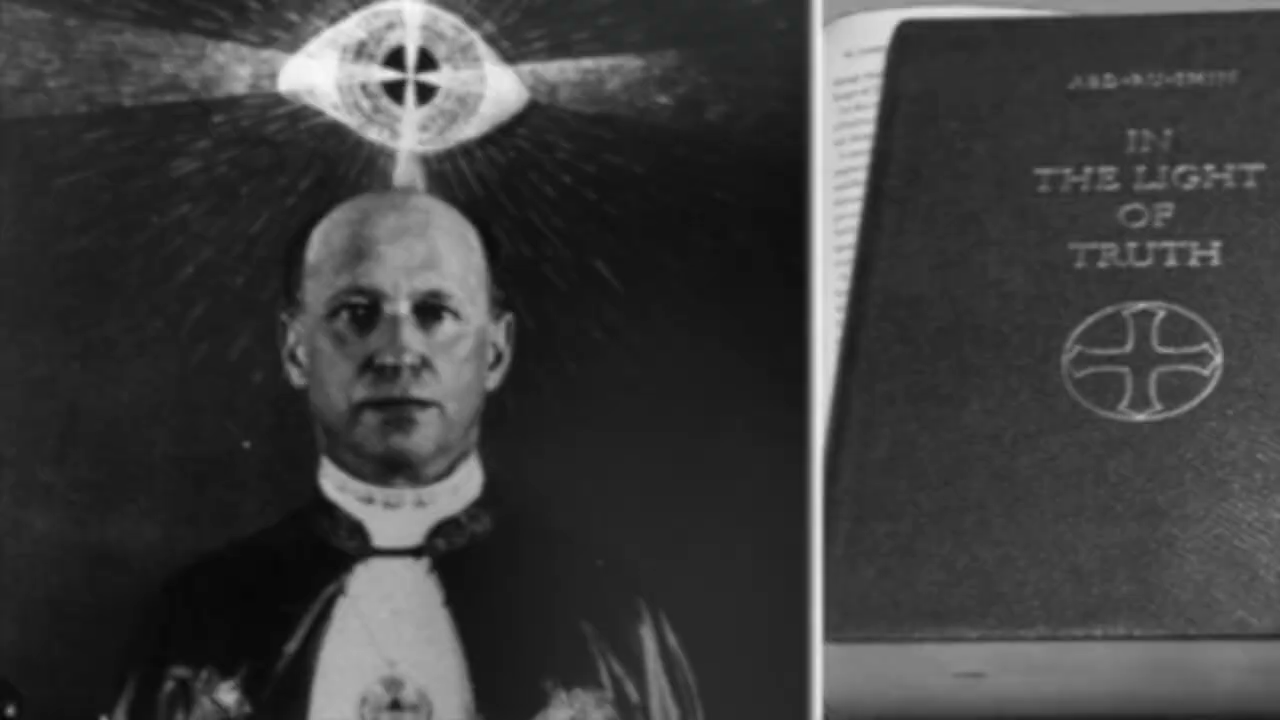 ABD-RU-SHIN
IN
THE LIGHT
OF
TRUTH